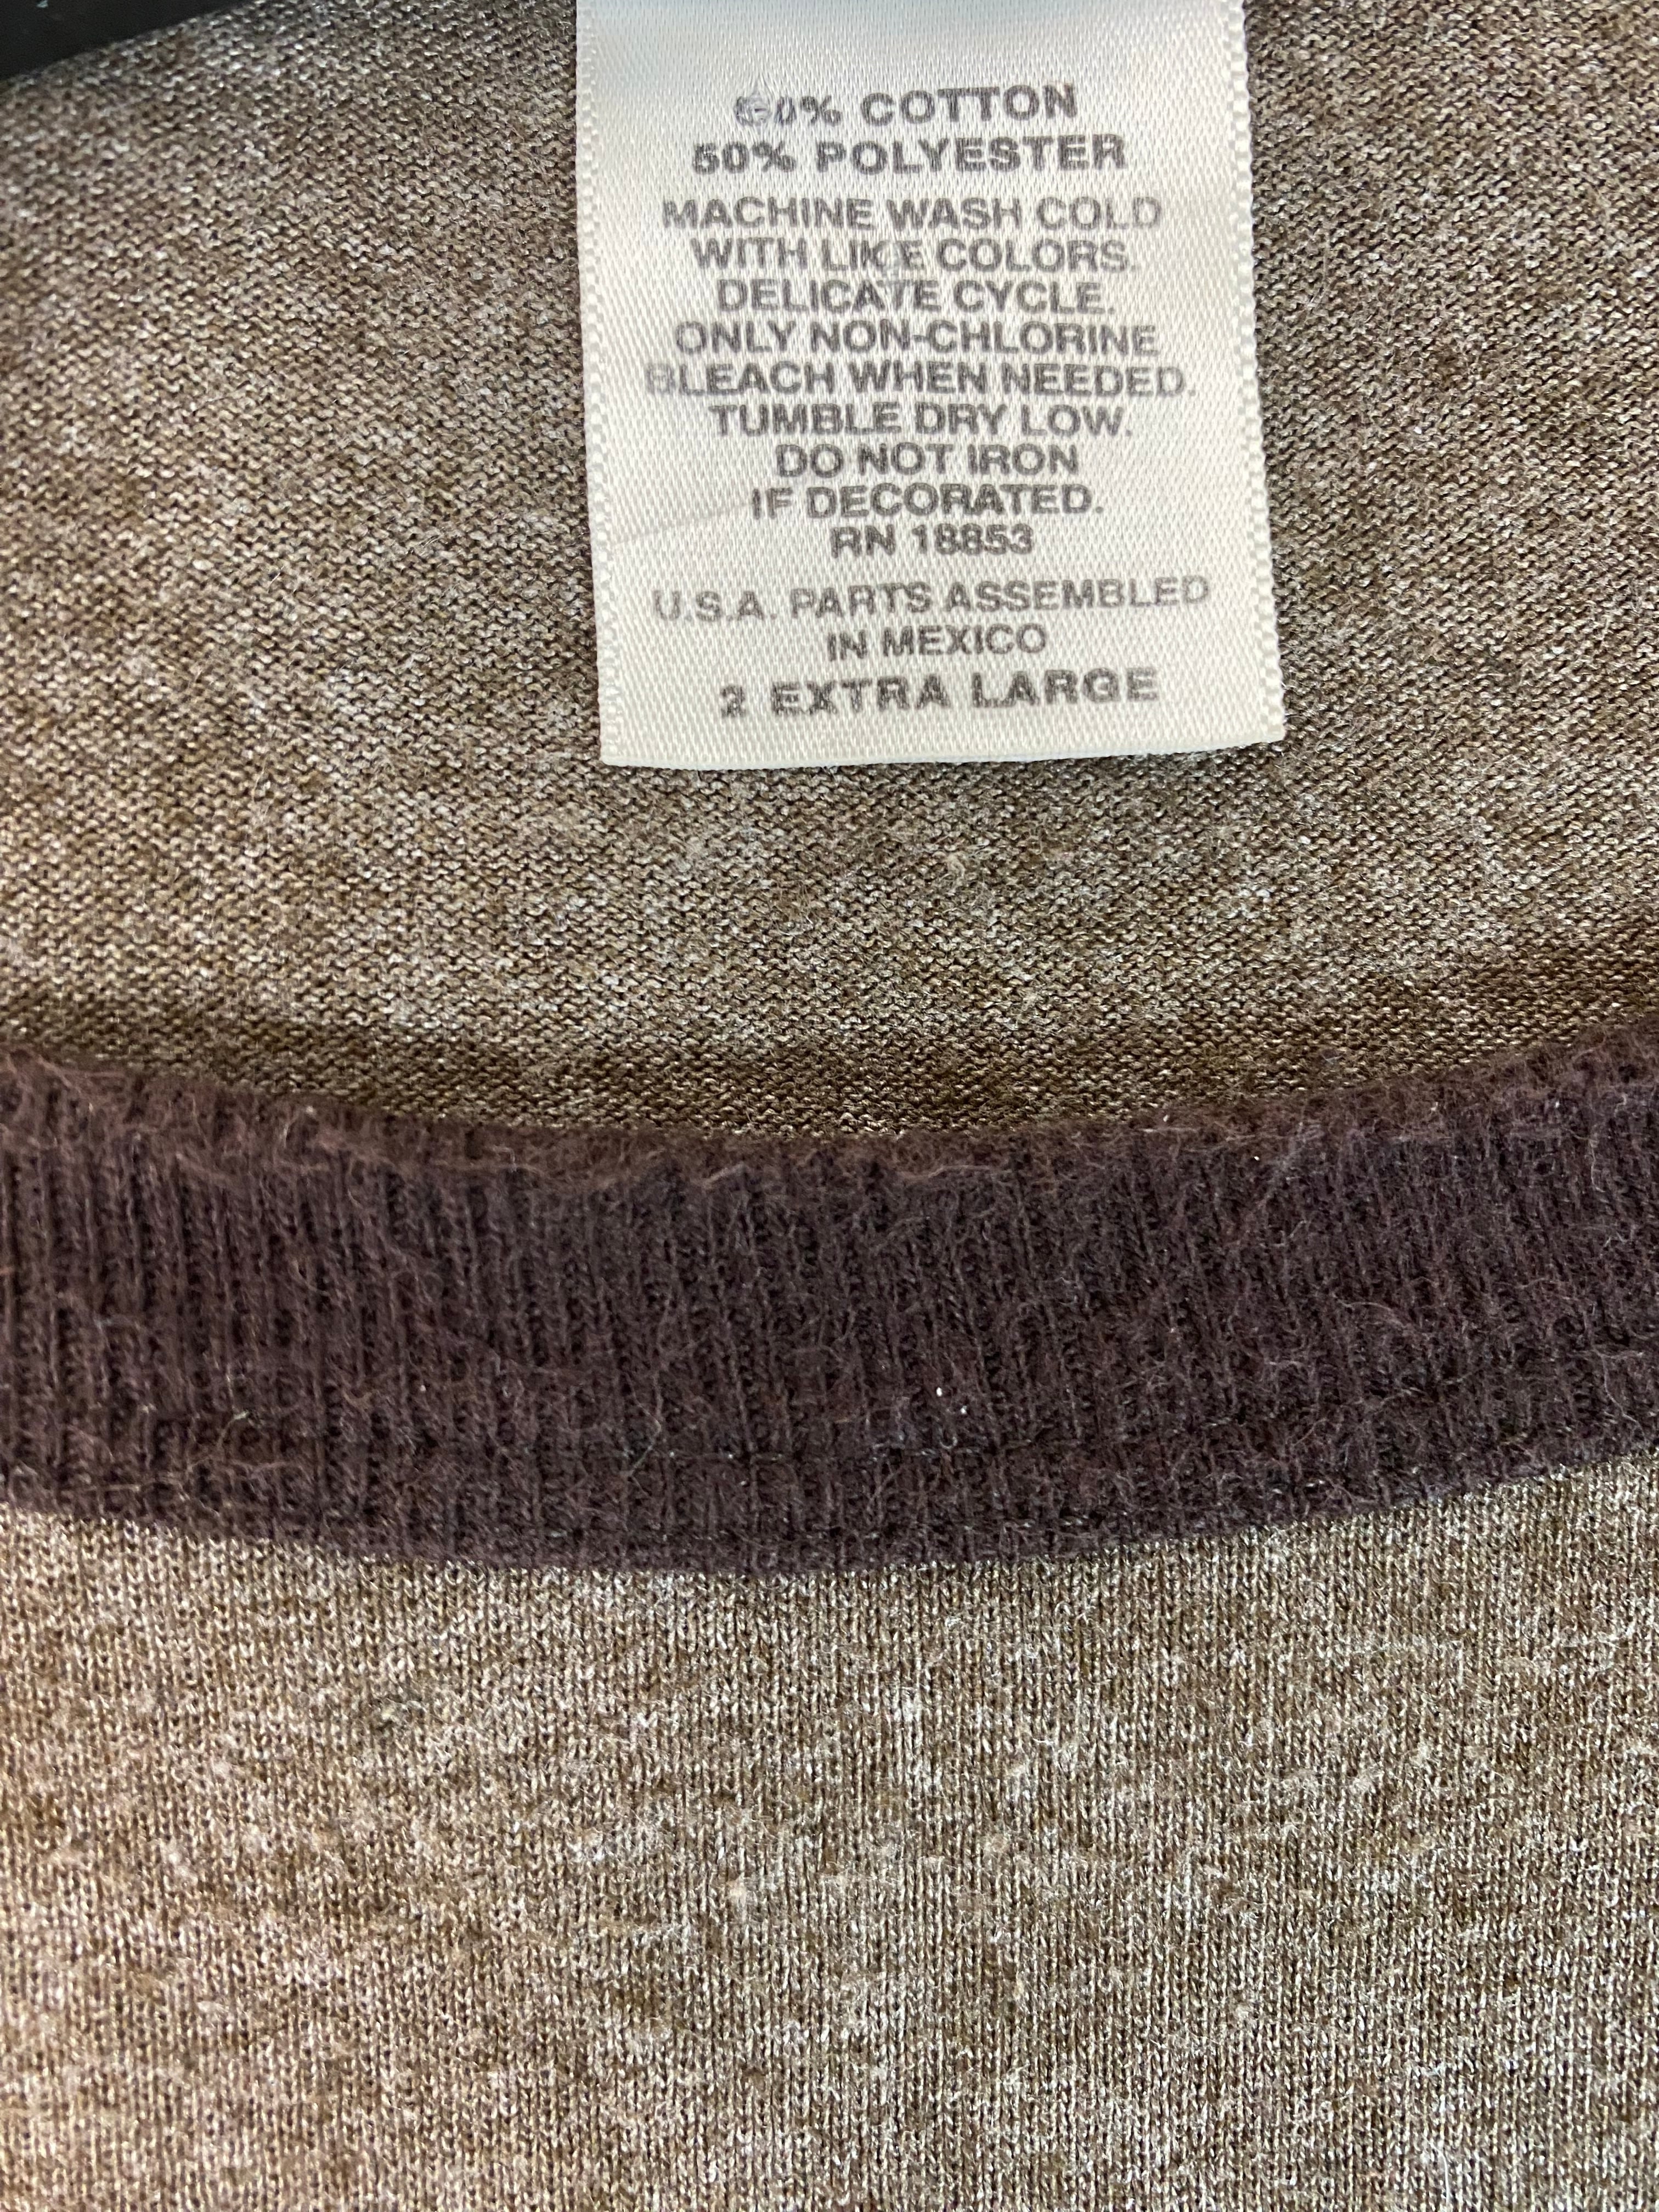 50% COTTON
50% POLYESTER
MACHINE WASH COLD
WITH LIKE COLORS.
DELICATE CYCLE.
ONLY NON-CHLORINE
BLEACH WHEN NEEDED.
TUMBLE DRY LOW.
DO NOT IRON
IF DECORATED.
RN 18853
U.S.A. PARTS ASSEMBLED
IN MEXICO
2 EXTRA LARGE